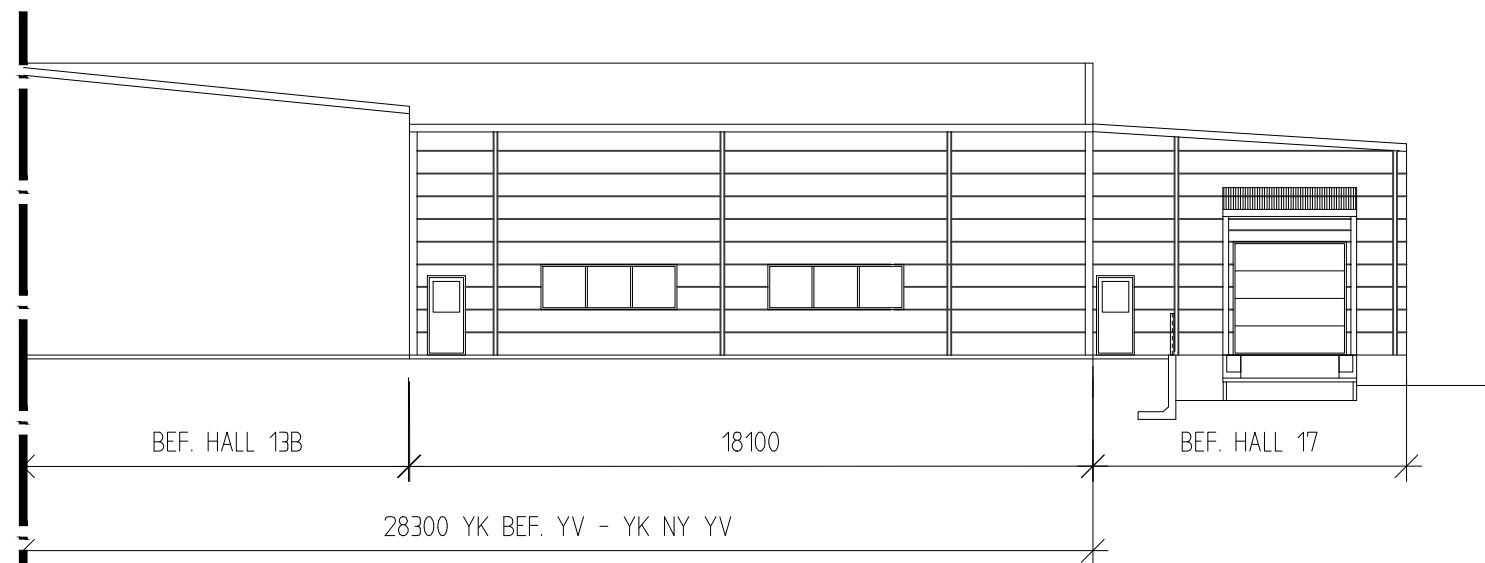 BEF. HALL 13B
18100
BEF. HALL 17
28300 YK BEF. YV - YK NY YV